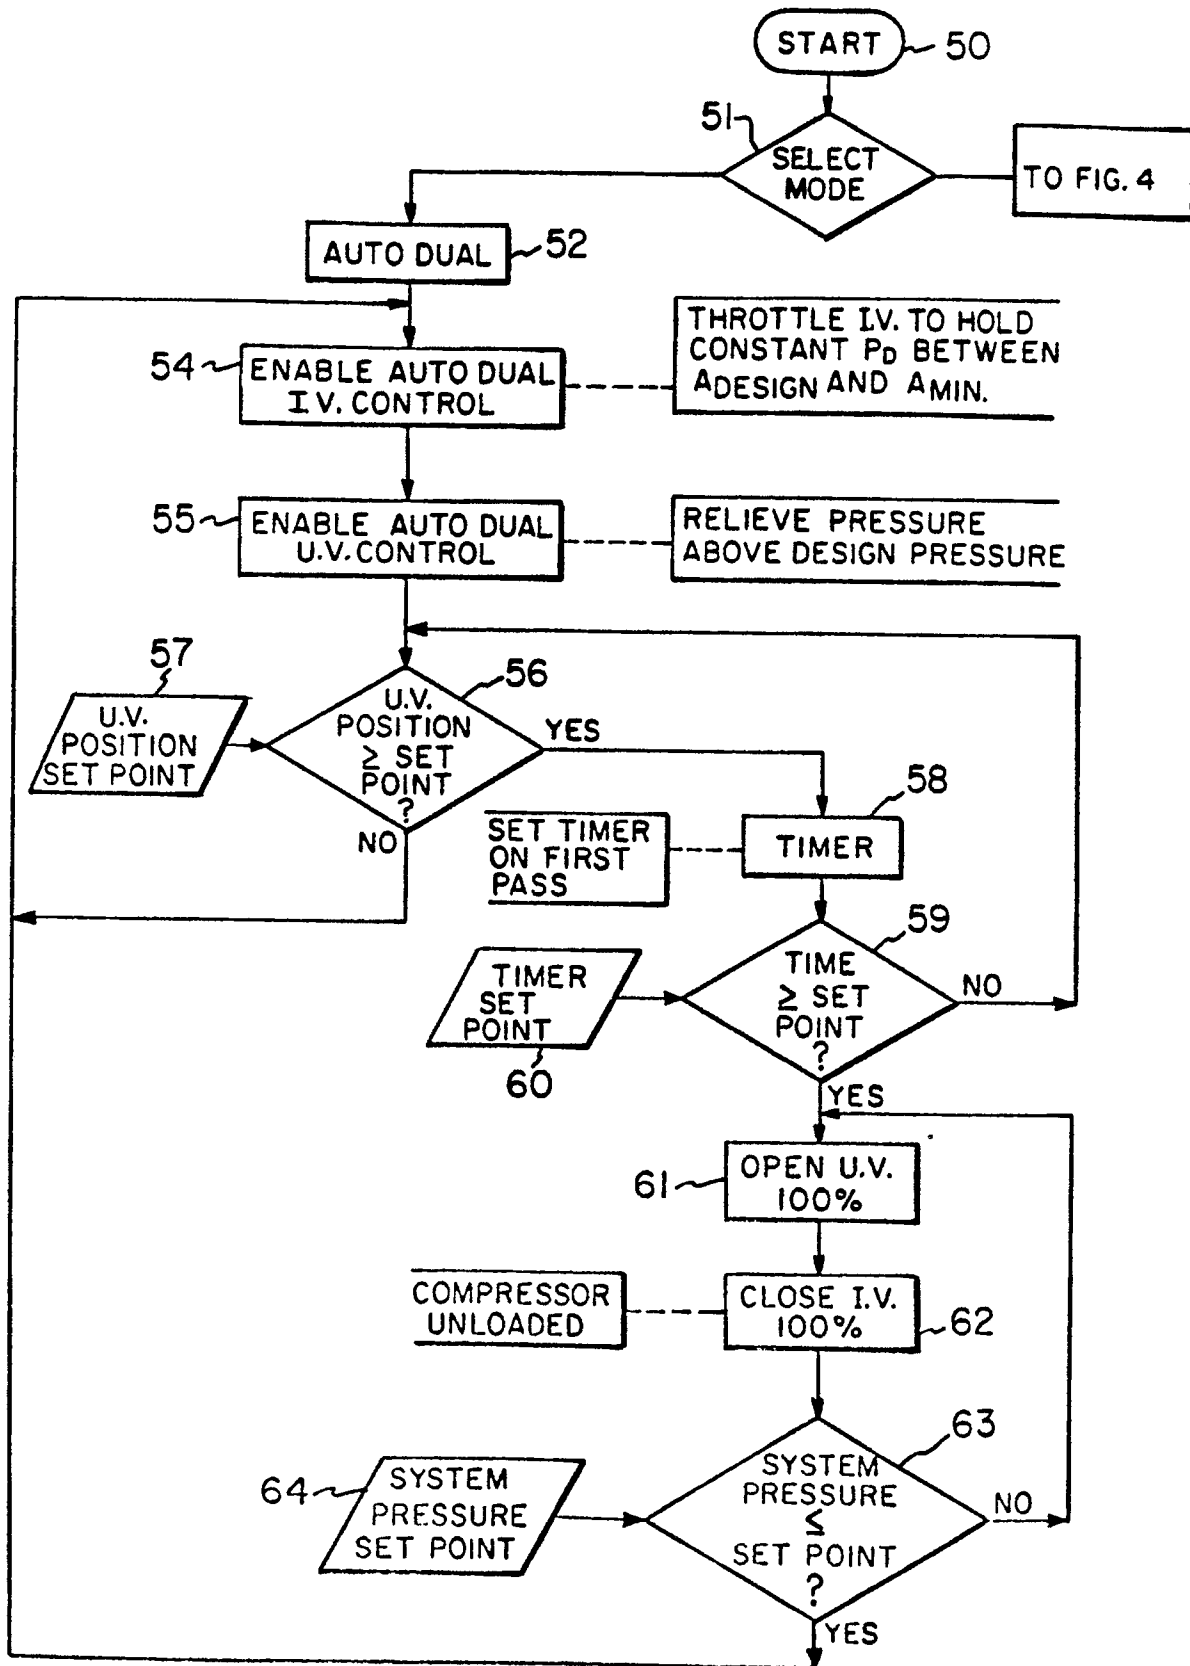 START
50
51
SELECT
MODE
TO FIG. 4
AUTO DUAL
52
THROTTLE I.V. TO HOLD
CONSTANT PD BETWEEN
ADESIGN AND AMIN.
54
ENABLE AUTO DUAL
I V. CONTROL
55
ENABLE AUTO DUAL
U.V. CONTROL
RELIEVE PRESSURE
ABOVE DESIGN PRESSURE
57
U.V.
POSITION
SET POINT
56
U.V.
POSITION
≥ SET
POINT
?
YES
NO
58
SET TIMER
ON FIRST
PASS
TIMER
59
TIMER
SET
POINT
60
TIME
≥ SET
POINT
?
NO
YES
61
OPEN U.V.
100%
COMPRESSOR
UNLOADED
CLOSE I.V.
100%
62
63
64
SYSTEM
PRESSURE
SET POINT
SYSTEM
PRESSURE
≤
SET POINT
?
NO
YES